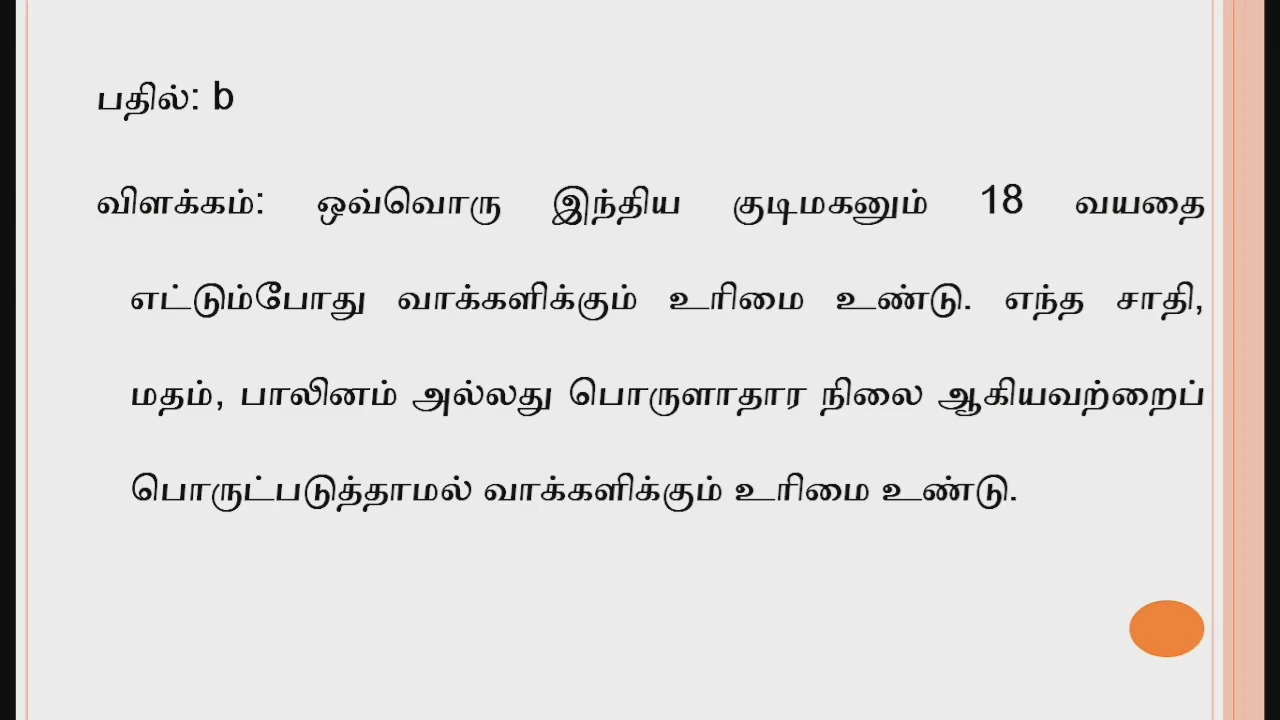 பதில்: b
விளக்கம்: ஒவ்வொரு இந்திய குடிமகனும் 18 வயதை
எட்டும்போது வாக்களிக்கும் உரிமை உண்டு. எந்த சாதி,
மதம், பாலினம் அல்லது பொருளாதார நிலை ஆகியவற்றைப்
பொருட்படுத்தாமல் வாக்களிக்கும் உரிமை உண்டு.